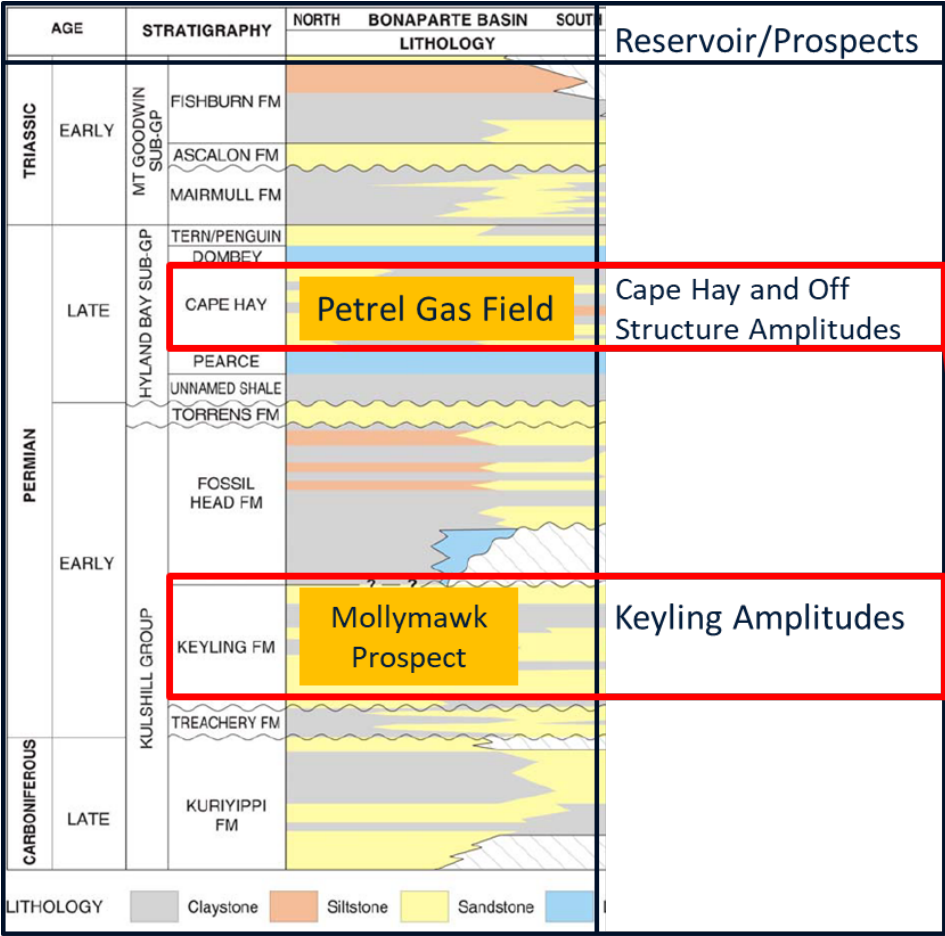 AGE
STRATIGRAPHY
NORTH BONAPARTE BASIN SOUTH
LITHOLOGY
Reservoir/Prospects
TRIASSIC
EARLY
MT GOODWIN
SUB-GP
FISHBURN FM
ASCALON FM
MAIRMULL FM
PERMIAN
LATE
HYLAND BAY SUB-GP
TERN/PENGUIN
DOMBEY
CAPE HAY
Petrel Gas Field
Cape Hay and Off
Structure Amplitudes
PEARCE
UNNAMED SHALE
TORRENS FM
EARLY
KULSHILL GROUP
FOSSIL
HEAD FM
? — ?
KEYLING FM
Mollymawk
Prospect
Keyling Amplitudes
TREACHERY FM
CARBONIFEROUS
LATE
KURIYIPPI
FM
LITHOLOGY Claystone Siltstone Sandstone